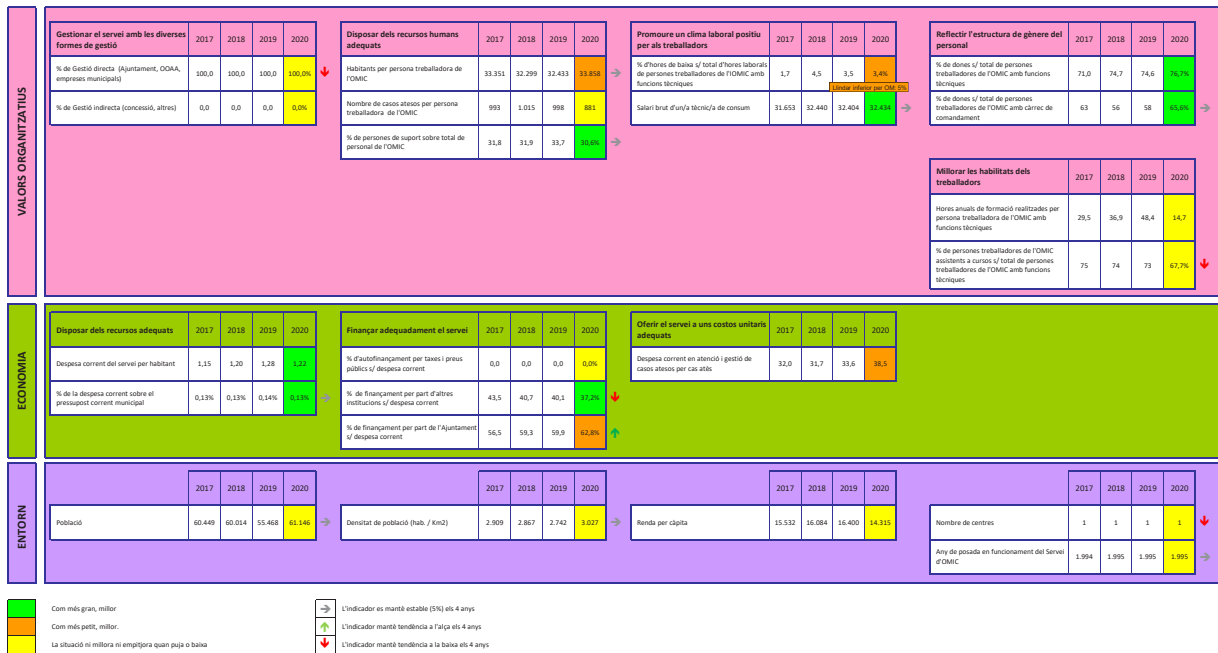 VALORS ORGANITZATIUS
Gestionar el servei amb les diverses formes de gestió 2017 2018 2019 2020
% de Gestió directa (Ajuntament, OOAA, empreses municipals) 100,0 100,0 100,0 100,0%
% de Gestió indirecta (concessió, altres) 0,0 0,0 0,0 0,0%
Disposar dels recursos humans adequats 2017 2018 2019 2020
Habitants per persona treballadora de l'OMIC 33.351 32.299 32.433 33.858
Nombre de casos atesos per persona treballadora de l'OMIC 993 1.015 998 881
% de persones de suport sobre total de personal de l'OMIC 31,8 31,9 33,7 30,6%
Promoure un clima laboral positiu per als treballadors 2017 2018 2019 2020
% d'hores de baixa s/ total d'hores laborals de persones treballadores de l'OMIC amb funcions tècniques 1,7 4,5 3,5 3,4%
Llindar inferior per OM: 5%
Salari brut d'un/a tècnic/a de consum 31.653 32.440 32.404 32.434
Reflectir l'estructura de gènere del personal 2017 2018 2019 2020
% de dones s/ total de persones treballadores de l'OMIC amb funcions tècniques 71,0 74,7 74,6 76,7%
% de dones s/ total de persones treballadores de l'OMIC amb càrrec de comandament 63 56 58 65,6%
Millorar les habilitats dels treballadors 2017 2018 2019 2020
Hores anuals de formació realitzades per persona treballadora de l'OMIC amb funcions tècniques 29,5 36,9 48,4 14,7
% de persones treballadores de l'OMIC assistents a cursos s/ total de persones treballadores de l'OMIC amb funcions tècniques 75 74 73 67,7%
ECONOMIA
Disposar dels recursos adequats 2017 2018 2019 2020
Despesa corrent del servei per habitant 1,15 1,20 1,28 1,22
% de la despesa corrent sobre el pressupost corrent municipal 0,13% 0,13% 0,14% 0,13%
Finançar adequadament el servei 2017 2018 2019 2020
% d'autofinançament per taxes i preus públics s/ despesa corrent 0,0 0,0 0,0 0,0%
% de finançament per part d'altres institucions s/ despesa corrent 43,5 40,7 40,1 37,2%
% de finançament per part de l'Ajuntament s/ despesa corrent 56,5 59,3 59,9 62,8%
Oferir el servei a uns costos unitaris adequats 2017 2018 2019 2020
Despesa corrent en atenció i gestió de casos atesos per cas atès 32,0 31,7 33,6 38,5
ENTORN
2017 2018 2019 2020
Població 60.449 60.014 55.468 61.146
2017 2018 2019 2020
Densitat de població (hab. / Km2) 2.909 2.867 2.742 3.027
2017 2018 2019 2020
Renda per càpita 15.532 16.084 16.400 14.315
2017 2018 2019 2020
Nombre de centres 1 1 1 1
Any de posada en funcionament del Servei d'OMIC 1.994 1.995 1.995 1.995
Com més gran, millor
Com més petit, millor.
La situació ni millora ni empitjora quan puja o baixa
L'indicador es manté estable (5%) els 4 anys
L'indicador manté tendència a l'alça els 4 anys
L'indicador manté tendència a la baixa els 4 anys